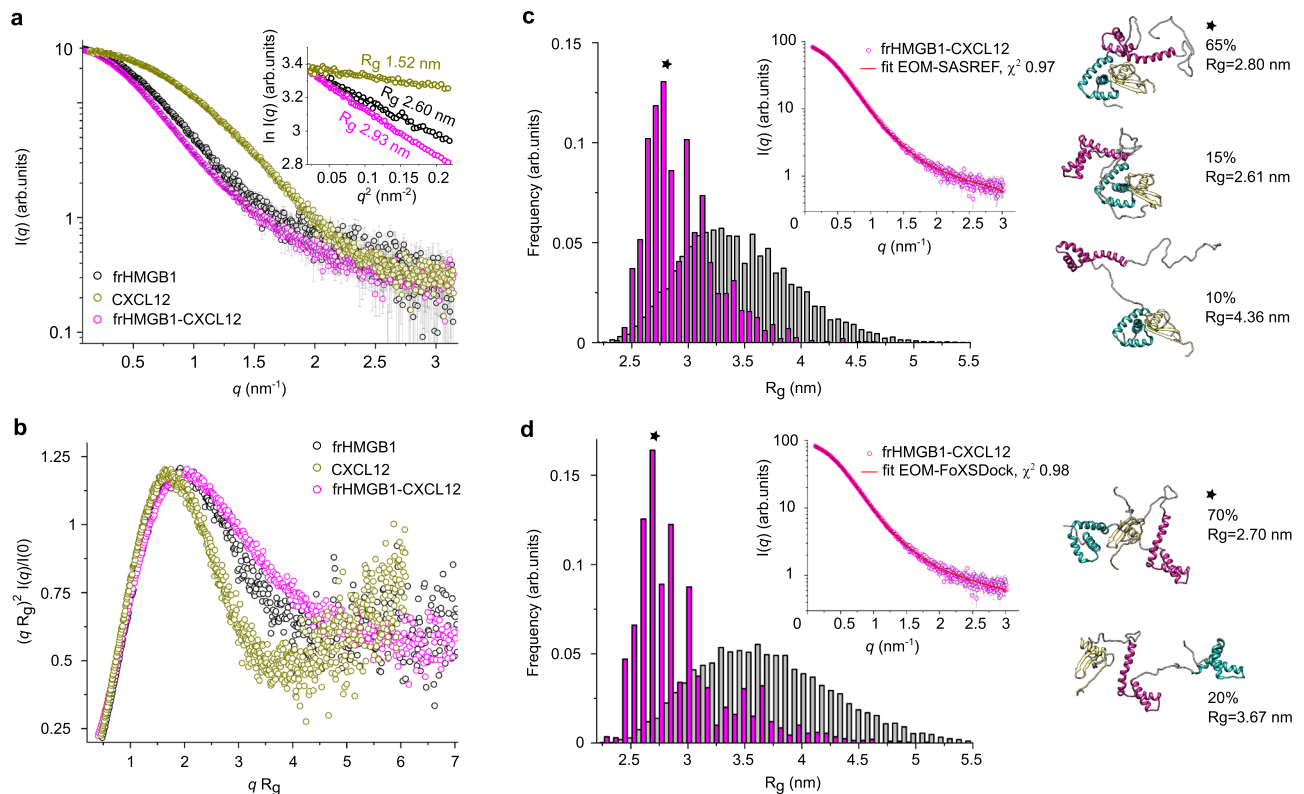 a
I(q) (arb.units)
10
1
0.1
0.5
1.0
1.5
2
2.5
3
q (nm-1)
frHMGB1
CXCL12
frHMGB1-CXCL12
ln I(q) (arb.units)
3.6
3.4
3.2
3.0
2.8
0.05
0.10
0.15
0.20
q2 (nm-2)
Rg 1.52 nm
Rg 2.60 nm
Rg 2.93 nm
b
(q Rg)2 I(q)/I(0)
1.25
1.0
0.75
0.5
0.25
1
2
3
4
5
6
7
q Rg
frHMGB1
CXCL12
frHMGB1-CXCL12
c
Frequency (arb.units)
0.15
0.10
0.05
0
2.5
3
3.5
4
4.5
5
5.5
Rg (nm)
I(q) (arb.units)
100
10
1
0
0.5
1
1.5
2
2.5
3
q (nm-1)
frHMGB1-CXCL12
fit EOM-SASREF, χ2 0.97
65%
Rg=2.80 nm
15%
Rg=2.61 nm
10%
Rg=4.36 nm
d
Frequency (arb.units)
0.15
0.10
0.05
0
2.5
3
3.5
4
4.5
5
5.5
Rg (nm)
I(q) (arb.units)
100
10
1
0
0.5
1
1.5
2
2.5
3
q (nm-1)
frHMGB1-CXCL12
fit EOM-FoXSDock, χ2 0.98
70%
Rg=2.70 nm
20%
Rg=3.67 nm